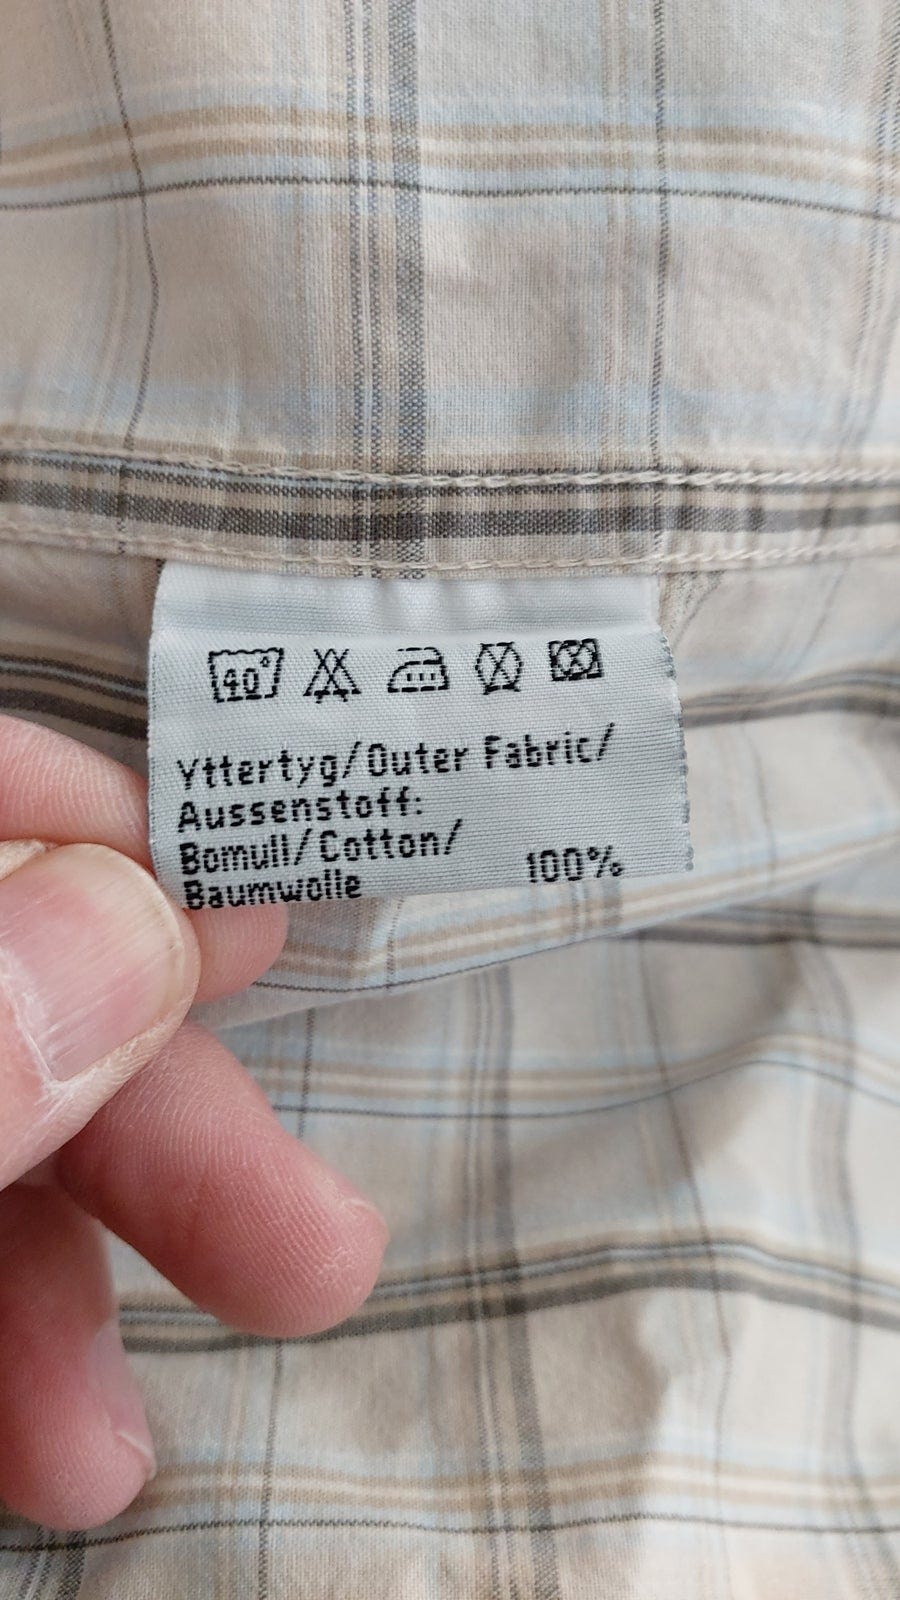 40°
Yttertyg/Outer Fabric/
Aussenstoff:
Bomull/Cotton/
Baumwolle 100%